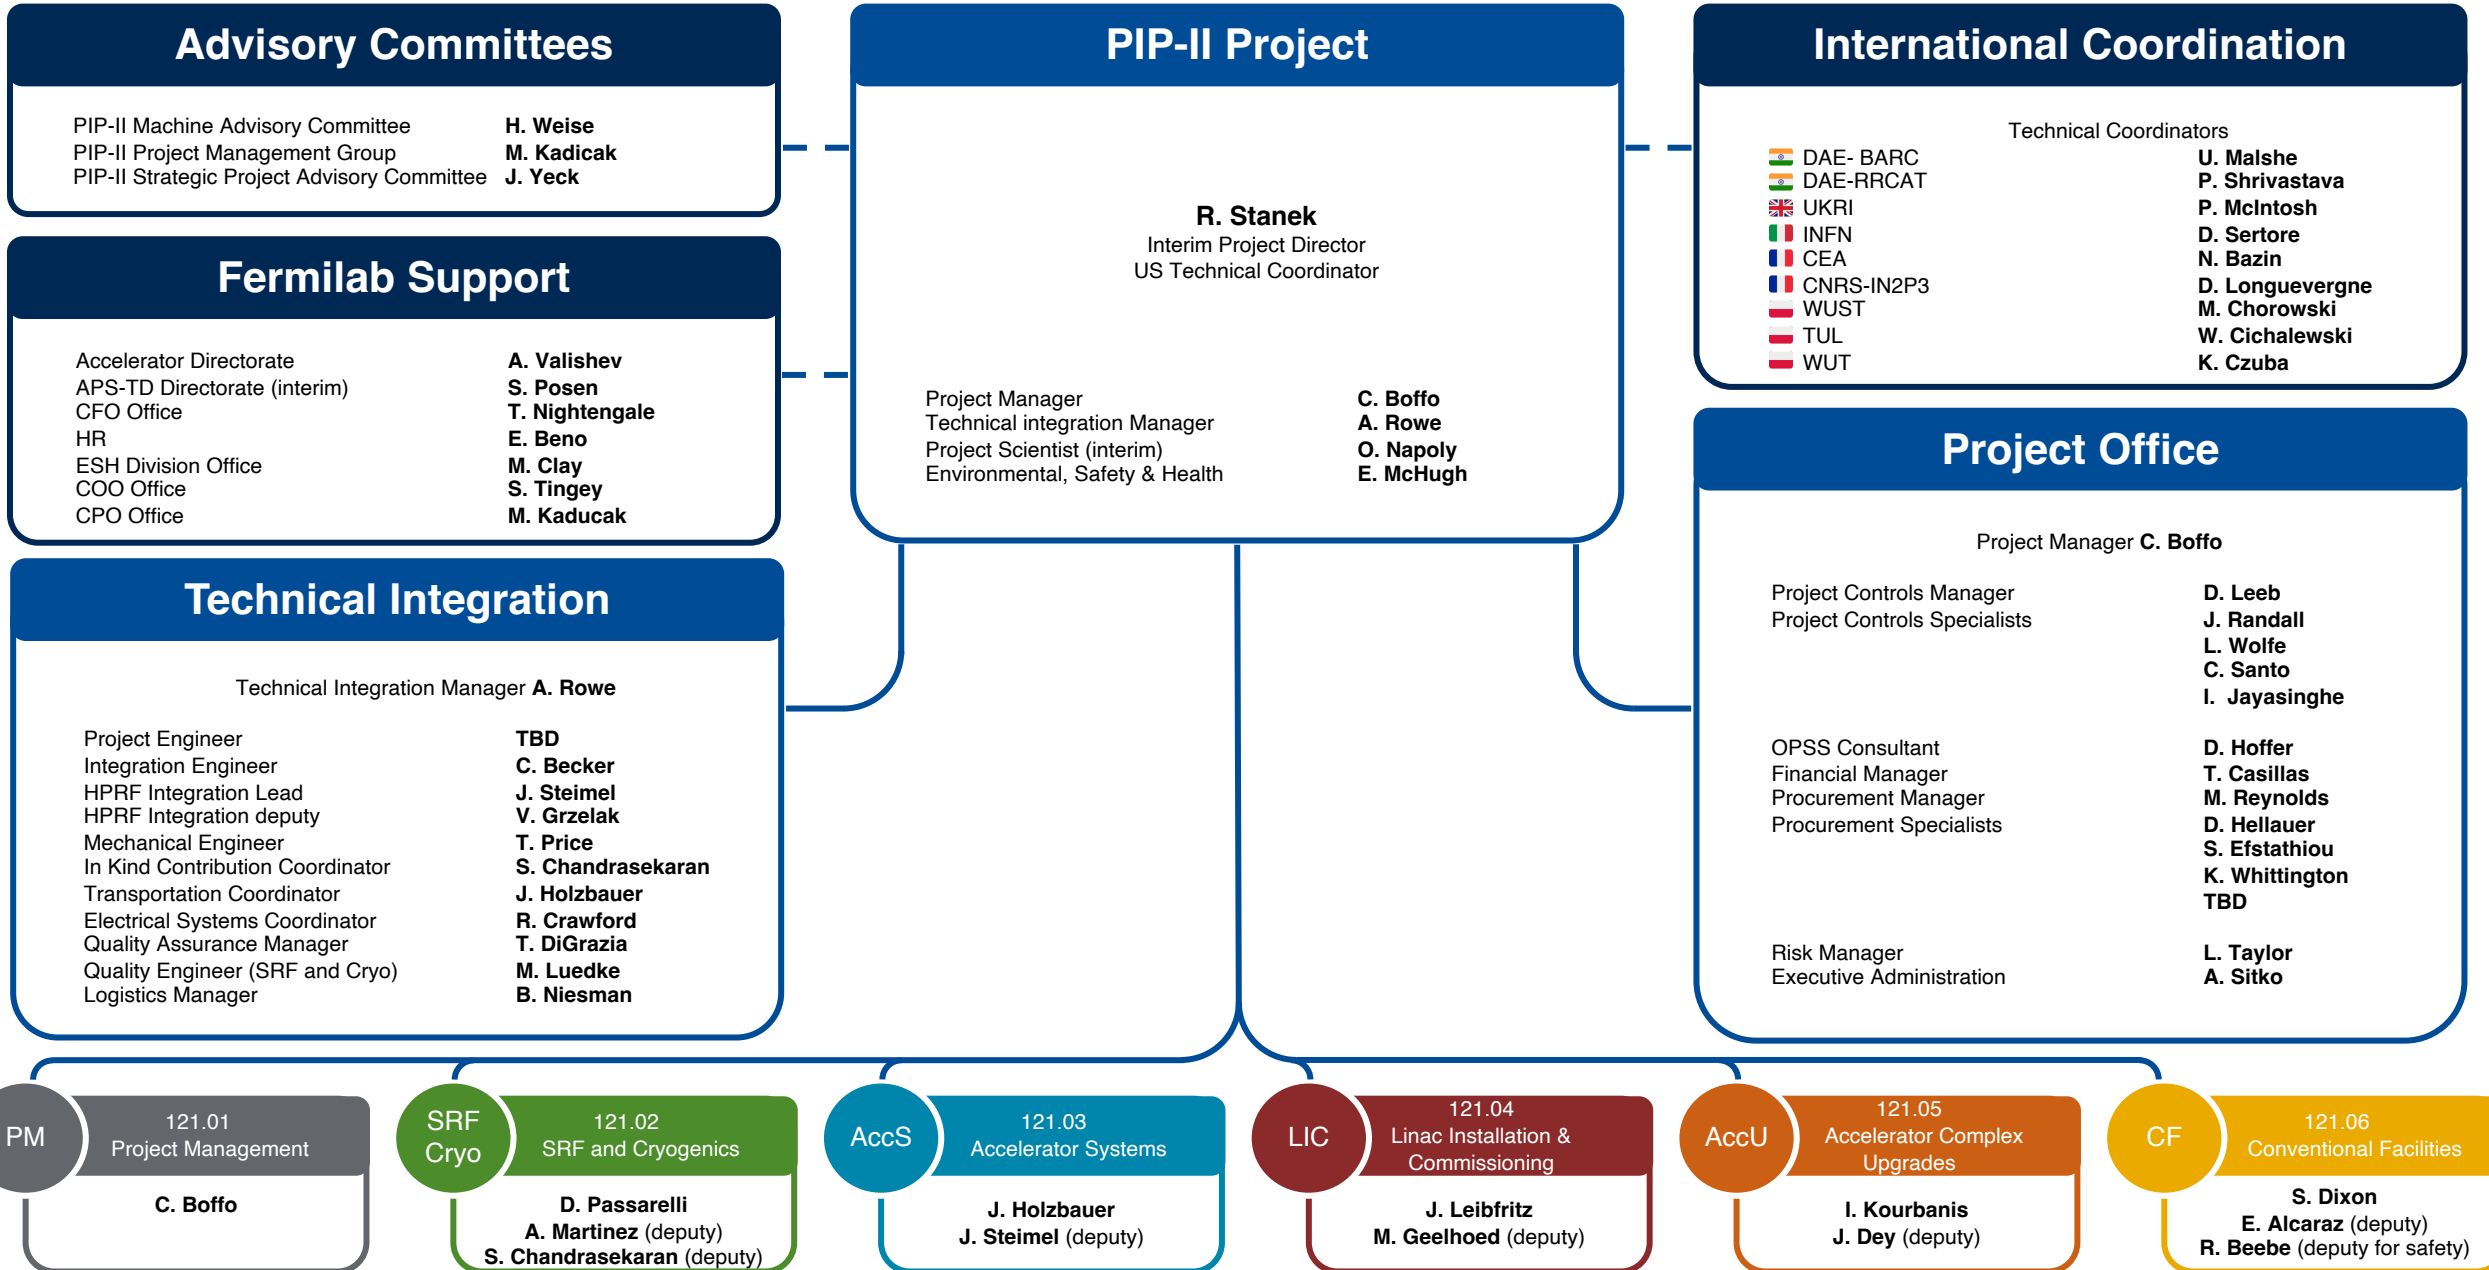 Advisory Committees
PIP-II Machine Advisory Committee H. Weise
PIP-II Project Management Group M. Kadicak
PIP-II Strategic Project Advisory Committee J. Yeck
Fermilab Support
Accelerator Directorate A. Valishev
APS-TD Directorate (interim) S. Posen
CFO Office T. Nightengale
HR E. Beno
ESH Division Office M. Clay
COO Office S. Tingey
CPO Office M. Kaducak
Technical Integration
Technical Integration Manager A. Rowe
Project Engineer TBD
Integration Engineer C. Becker
HPRF Integration Lead J. Steimel
HPRF Integration deputy V. Grzelak
Mechanical Engineer T. Price
In Kind Contribution Coordinator S. Chandrasekaran
Transportation Coordinator J. Holzbauer
Electrical Systems Coordinator R. Crawford
Quality Assurance Manager T. DiGrazia
Quality Engineer (SRF and Cryo) M. Luedke
Logistics Manager B. Niesman
PIP-II Project
R. Stanek
Interim Project Director
US Technical Coordinator
Project Manager C. Boffo
Technical integration Manager A. Rowe
Project Scientist (interim) O. Napoly
Environmental, Safety & Health E. McHugh
International Coordination
Technical Coordinators
DAE- BARC U. Malshe
DAE-RRCAT P. Shrivastava
UKRI P. McIntosh
INFN D. Sertore
CEA N. Bazin
CNRS-IN2P3 D. Longuevergne
WUST M. Chorowski
TUL W. Cichalewski
WUT K. Czuba
Project Office
Project Manager C. Boffo
Project Controls Manager D. Leeb
Project Controls Specialists J. Randall
L. Wolfe
C. Santo
I. Jayasinghe
OPSS Consultant D. Hoffer
Financial Manager T. Casillas
Procurement Manager M. Reynolds
Procurement Specialists D. Hellauer
S. Efstathiou
K. Whittington
TBD
Risk Manager L. Taylor
Executive Administration A. Sitko
PM
121.01
Project Management
C. Boffo
SRF
Cryo
121.02
SRF and Cryogenics
D. Passarelli
A. Martinez (deputy)
S. Chandrasekaran (deputy)
AccS
121.03
Accelerator Systems
J. Holzbauer
J. Steimel (deputy)
LIC
121.04
Linac Installation &
Commissioning
J. Leibfritz
M. Geelhoed (deputy)
AccU
121.05
Accelerator Complex
Upgrades
I. Kourbanis
J. Dey (deputy)
CF
121.06
Conventional Facilities
S. Dixon
E. Alcaraz (deputy)
R. Beebe (deputy for safety)